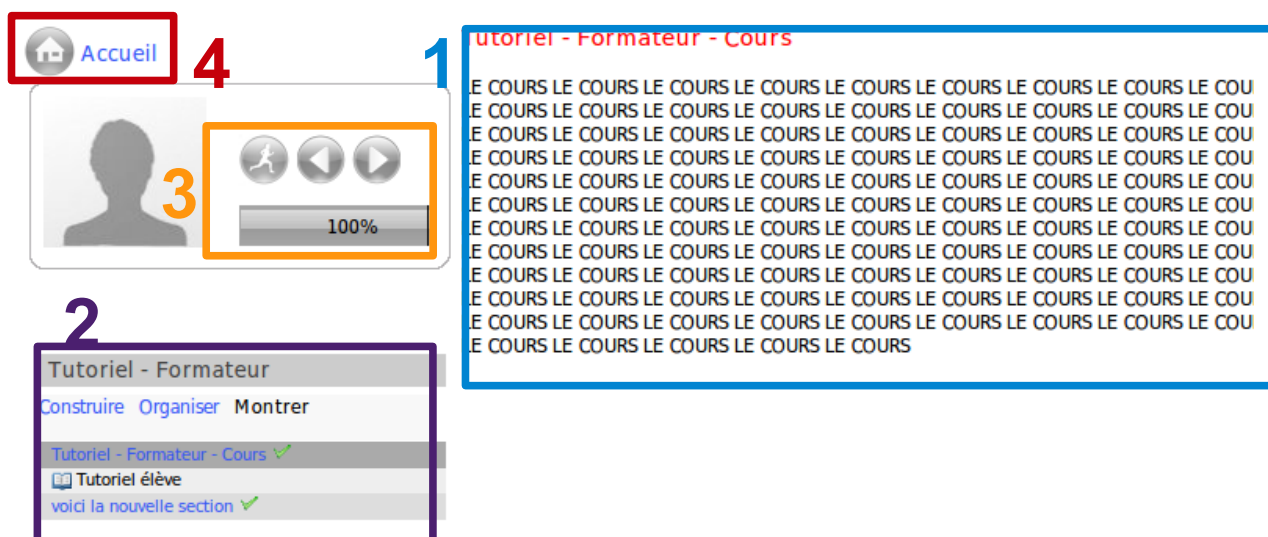 Accueil
4
1
Tutoriel - Formateur - Cours
LE COURS LE COURS LE COURS LE COURS LE COURS LE COURS LE COURS LE COURS LE COU
LE COURS LE COURS LE COURS LE COURS LE COURS LE COURS LE COURS LE COURS LE COU
LE COURS LE COURS LE COURS LE COURS LE COURS LE COURS LE COURS LE COURS LE COU
LE COURS LE COURS LE COURS LE COURS LE COURS LE COURS LE COURS LE COURS LE COU
LE COURS LE COURS LE COURS LE COURS LE COURS LE COURS LE COURS LE COURS LE COU
LE COURS LE COURS LE COURS LE COURS LE COURS LE COURS LE COURS LE COURS LE COU
LE COURS LE COURS LE COURS LE COURS LE COURS LE COURS LE COURS LE COURS LE COU
LE COURS LE COURS LE COURS LE COURS LE COURS LE COURS LE COURS LE COURS LE COU
LE COURS LE COURS LE COURS LE COURS LE COURS LE COURS LE COURS LE COURS LE COU
LE COURS LE COURS LE COURS LE COURS LE COURS LE COURS LE COURS LE COURS LE COU
LE COURS LE COURS LE COURS LE COURS LE COURS LE COURS LE COURS LE COURS LE COU
LE COURS LE COURS LE COURS LE COURS LE COURS
3
100%
2
Tutoriel - Formateur
Construire Organiser Montrer
Tutoriel - Formateur - Cours
Tutoriel élève
voici la nouvelle section